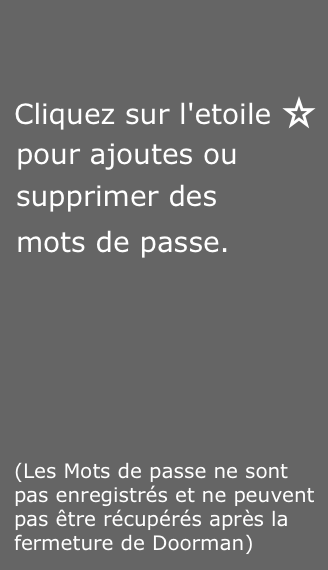 Cliquez sur l'etoile ☆
pour ajoutes ou
supprimer des
mots de passe.
(Les Mots de passe ne sont
pas enregistrés et ne peuvent
pas être récupérés après la
fermeture de Doorman)